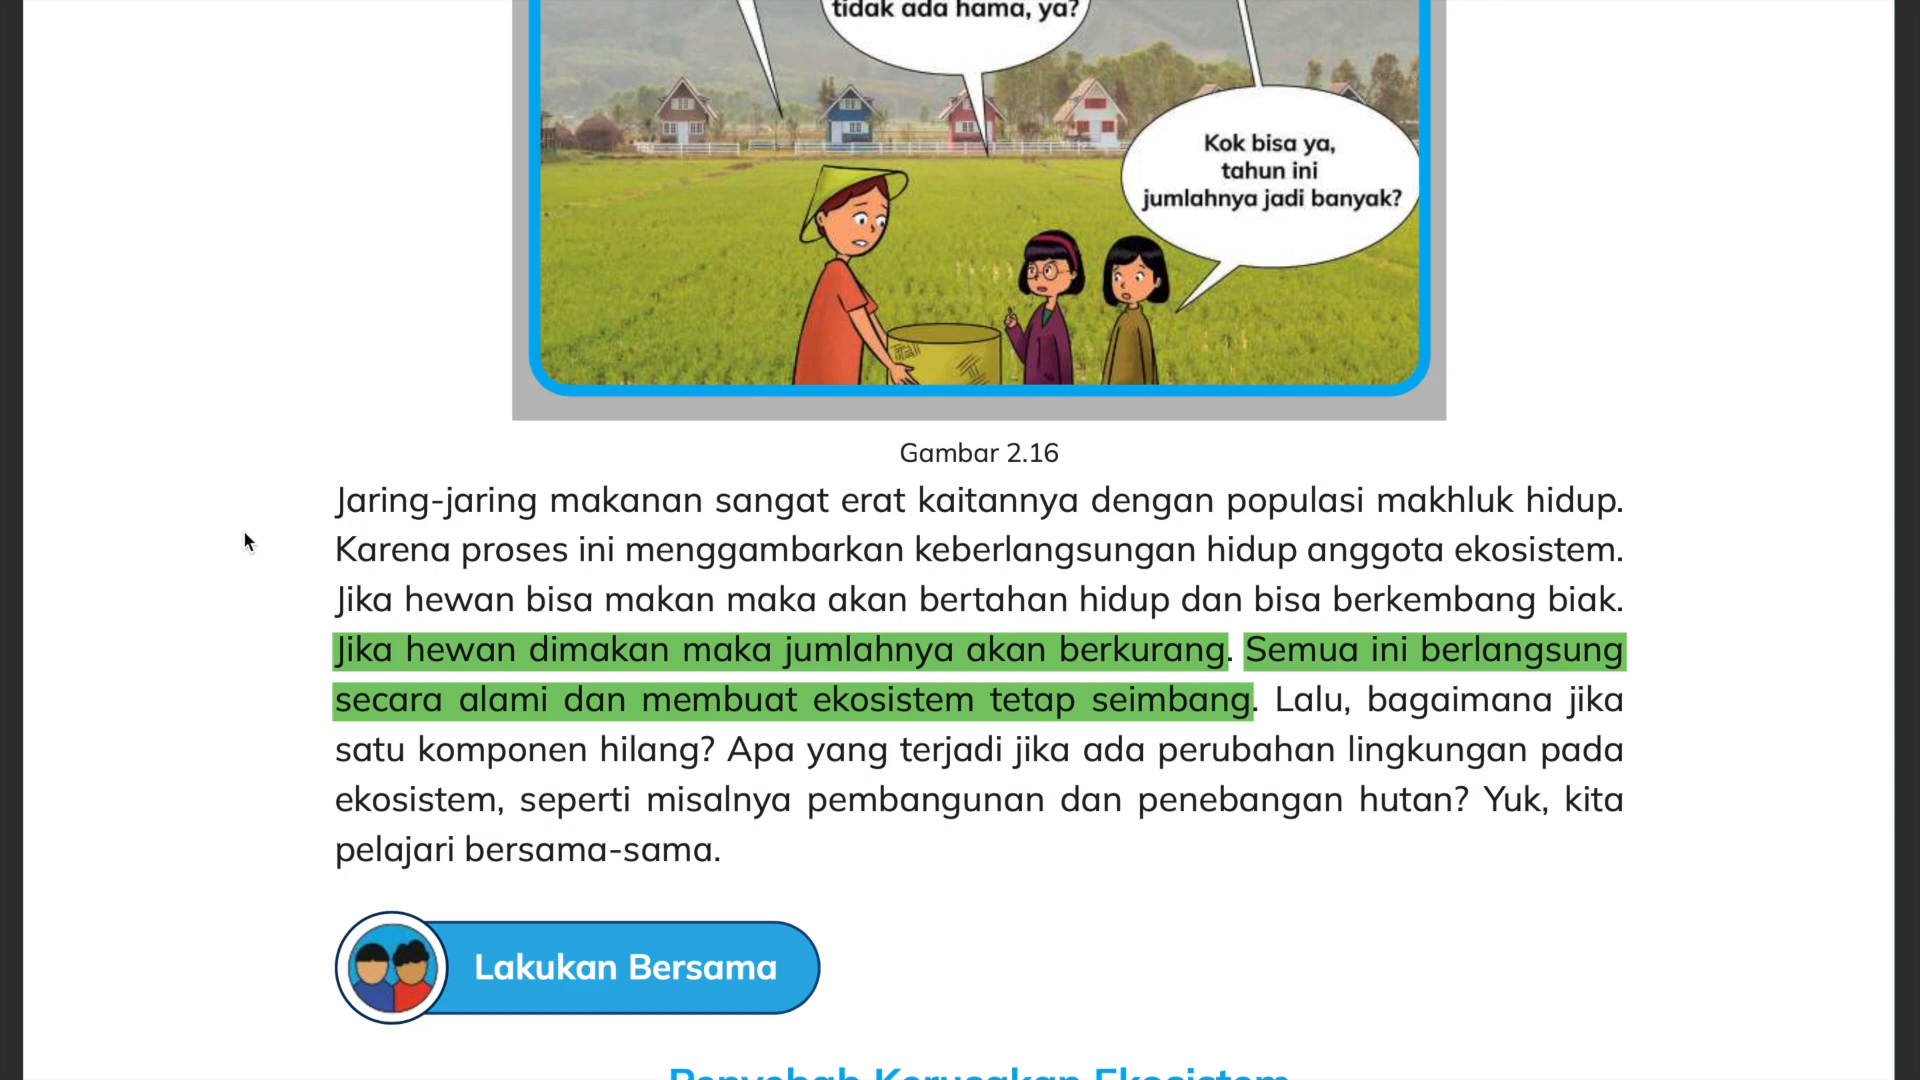 tidak ada hama, ya?
Kok bisa ya,
tahun ini
jumlahnya jadi banyak?
Gambar 2.16
Jaring-jaring makanan sangat erat kaitannya dengan populasi makhluk hidup.
Karena proses ini menggambarkan keberlangsungan hidup anggota ekosistem.
Jika hewan bisa makan maka akan bertahan hidup dan bisa berkembang biak.
Jika hewan dimakan maka jumlahnya akan berkurang. Semua ini berlangsung
secara alami dan membuat ekosistem tetap seimbang. Lalu, bagaimana jika
satu komponen hilang? Apa yang terjadi jika ada perubahan lingkungan pada
ekosistem, seperti misalnya pembangunan dan penebangan hutan? Yuk, kita
pelajari bersama-sama.
Lakukan Bersama
Penyebab Kerusakan Ekosistem